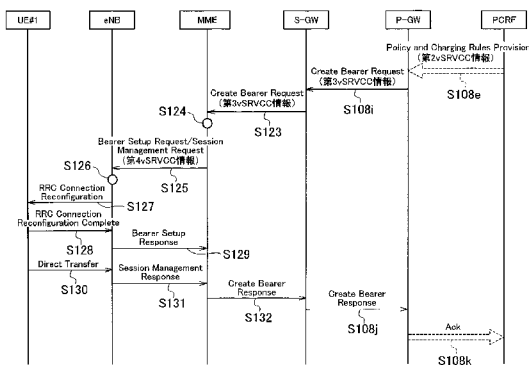 UE#1
eNB
MME
S-GW
P-GW
PCRF
Policy and Charging Rules Provision
(第2vSRVCC情報)
S108e
Create Bearer Request
(第3vSRVCC情報)
S108i
Create Bearer Request
(第3vSRVCC情報)
S123
S124
Bearer Setup Request/Session
Management Request
(第4vSRVCC情報)
S125
S126
RRC Connection
Reconfiguration
S127
RRC Connection
Reconfiguration Complete
S128
Bearer Setup
Response
S129
Direct Transfer
S130
Session Management
Response
S131
Create Bearer
Response
S132
Create Bearer
Response
S108j
Ack
S108k